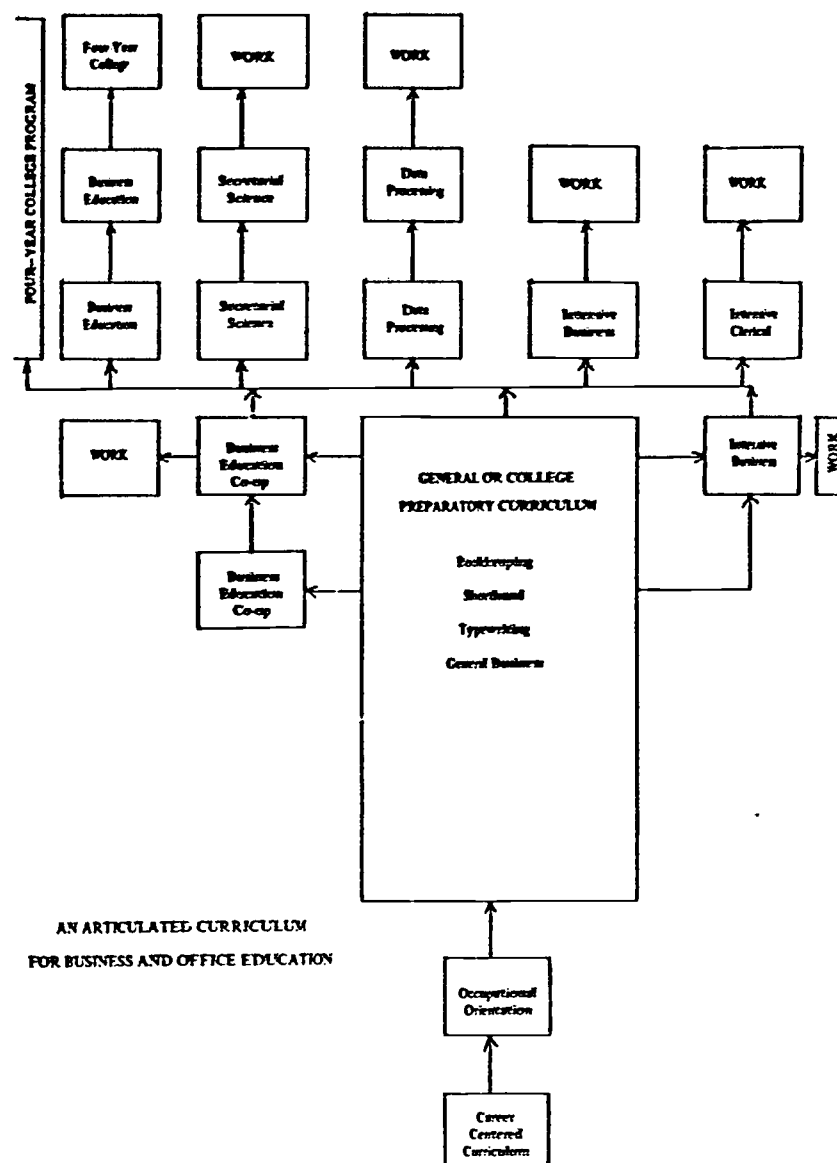 FOUR-YEAR COLLEGE PROGRAM
Four Year
College
WORK
WORK
Business
Education
Secretarial
Science
Data
Processing
WORK
WORK
Business
Education
Secretarial
Science
Data
Processing
Intensive
Business
Intensive
Clerical
WORK
Business
Education
Co-op
GENERAL OR COLLEGE
PREPARATORY CURRICULUM
Bookkeeping
Shorthand
Typewriting
General Business
Intensive
Business
WORK
Business
Education
Co-op
AN ARTICULATED CURRICULUM
FOR BUSINESS AND OFFICE EDUCATION
Occupational
Orientation
Career
Centered
Curriculum